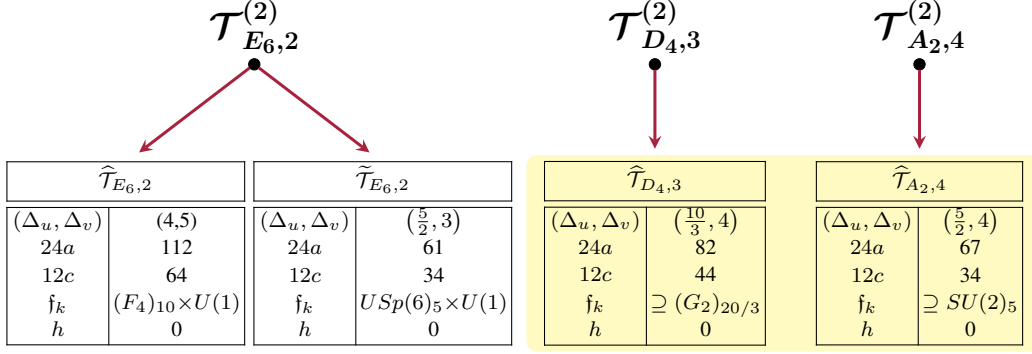 𝒯^{(2)}_{E_6,2} 𝒯^{(2)}_{D_4,3} 𝒯^{(2)}_{A_2,4}
\widehat{𝒯}_{E_6,2} \widetilde{𝒯}_{E_6,2} \widehat{𝒯}_{D_4,3} \widehat{𝒯}_{A_2,4}
(Δ_u, Δ_v) (4,5) (Δ_u, Δ_v) (5/2, 3) (Δ_u, Δ_v) (10/3, 4) (Δ_u, Δ_v) (5/2, 4)
24a 112 24a 61 24a 82 24a 67
12c 64 12c 34 12c 44 12c 34
𝔣_k (F_4)_{10}×U(1) 𝔣_k USp(6)_5×U(1) 𝔣_k ⊇ (G_2)_{20/3} 𝔣_k ⊇ SU(2)_5
h 0 h 0 h 0 h 0